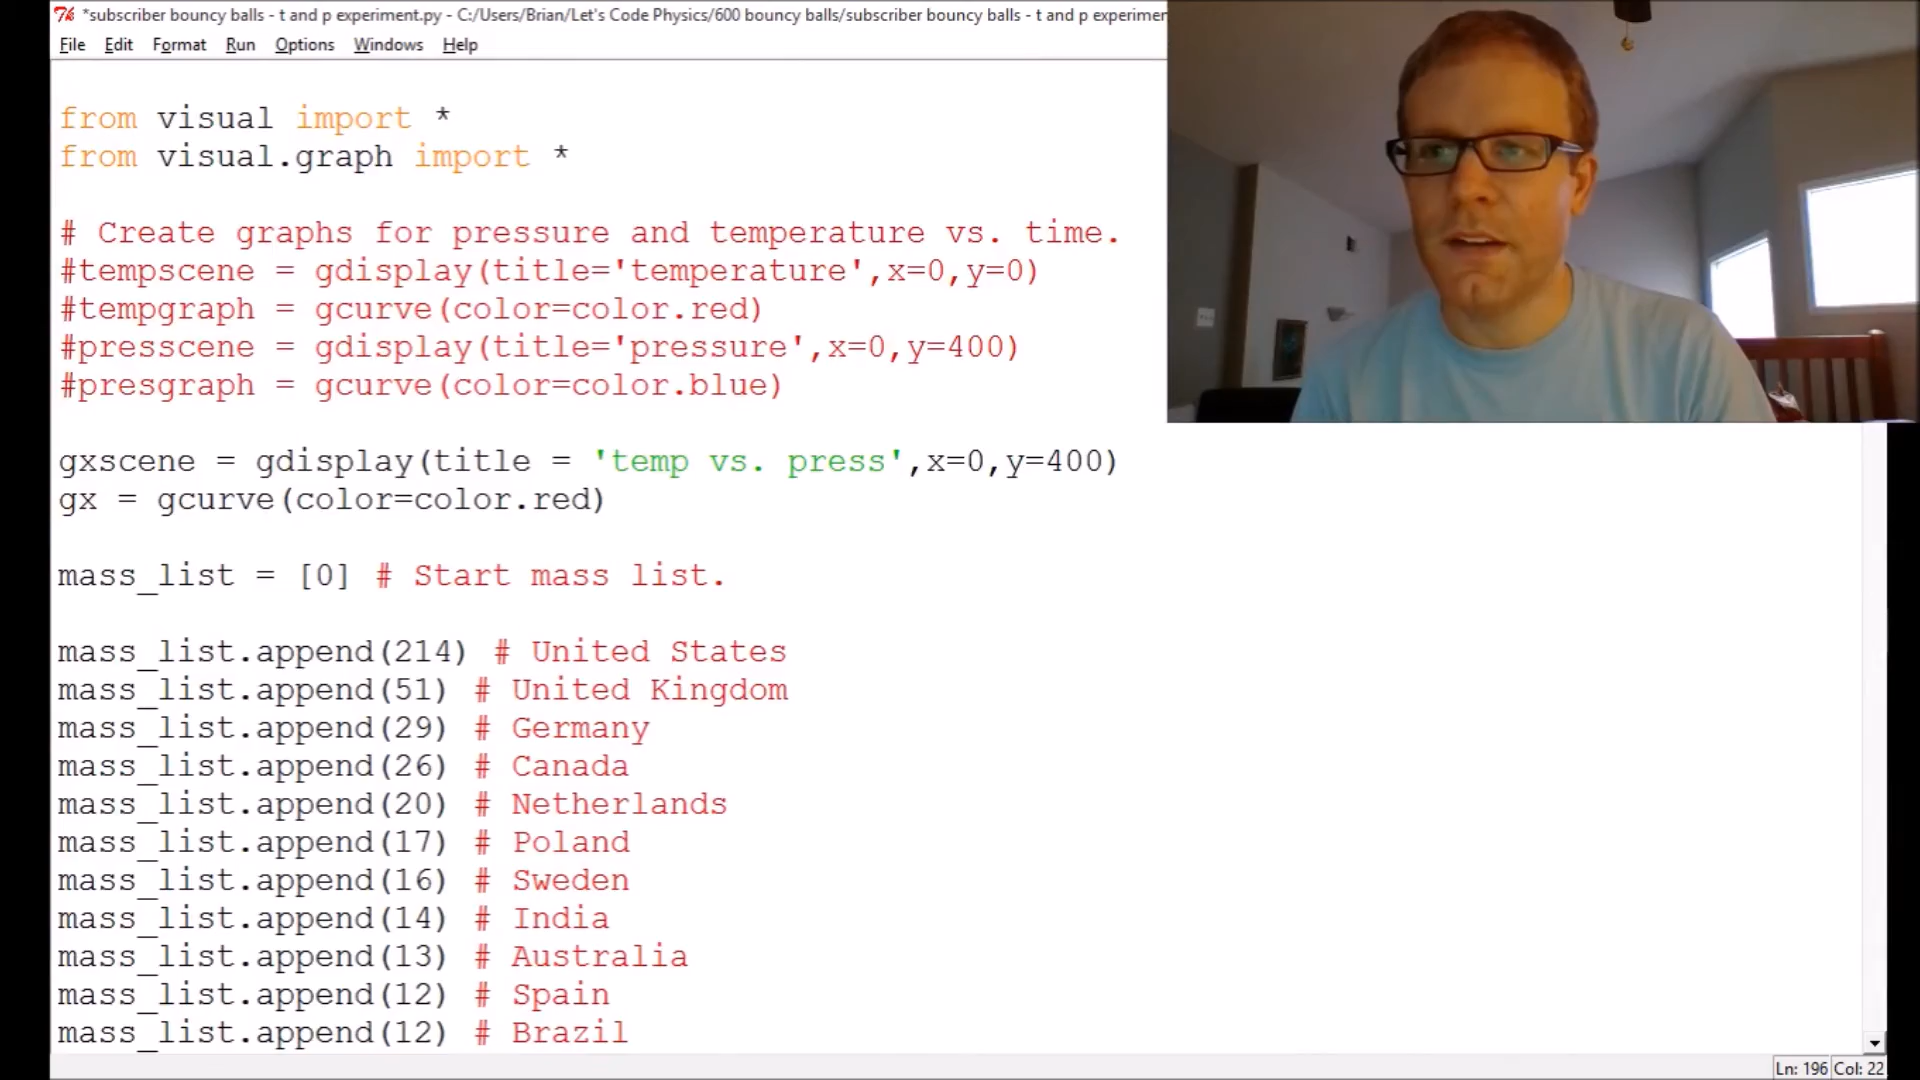 *subscriber bouncy balls - t and p experiment.py - C:/Users/Brian/Let's Code Physics/600 bouncy balls/subscriber bouncy balls - t and p experimen
File Edit Format Run Options Windows Help
from visual import *
from visual.graph import *
# Create graphs for pressure and temperature vs. time.
#tempscene = gdisplay(title='temperature',x=0,y=0)
#tempgraph = gcurve(color=color.red)
#presscene = gdisplay(title='pressure',x=0,y=400)
#presgraph = gcurve(color=color.blue)
gxscene = gdisplay(title = 'temp vs. press',x=0,y=400)
gx = gcurve(color=color.red)
mass_list = [0] # Start mass list.
mass_list.append(214) # United States
mass_list.append(51) # United Kingdom
mass_list.append(29) # Germany
mass_list.append(26) # Canada
mass_list.append(20) # Netherlands
mass_list.append(17) # Poland
mass_list.append(16) # Sweden
mass_list.append(14) # India
mass_list.append(13) # Australia
mass_list.append(12) # Spain
mass_list.append(12) # Brazil
Ln: 196 Col: 22